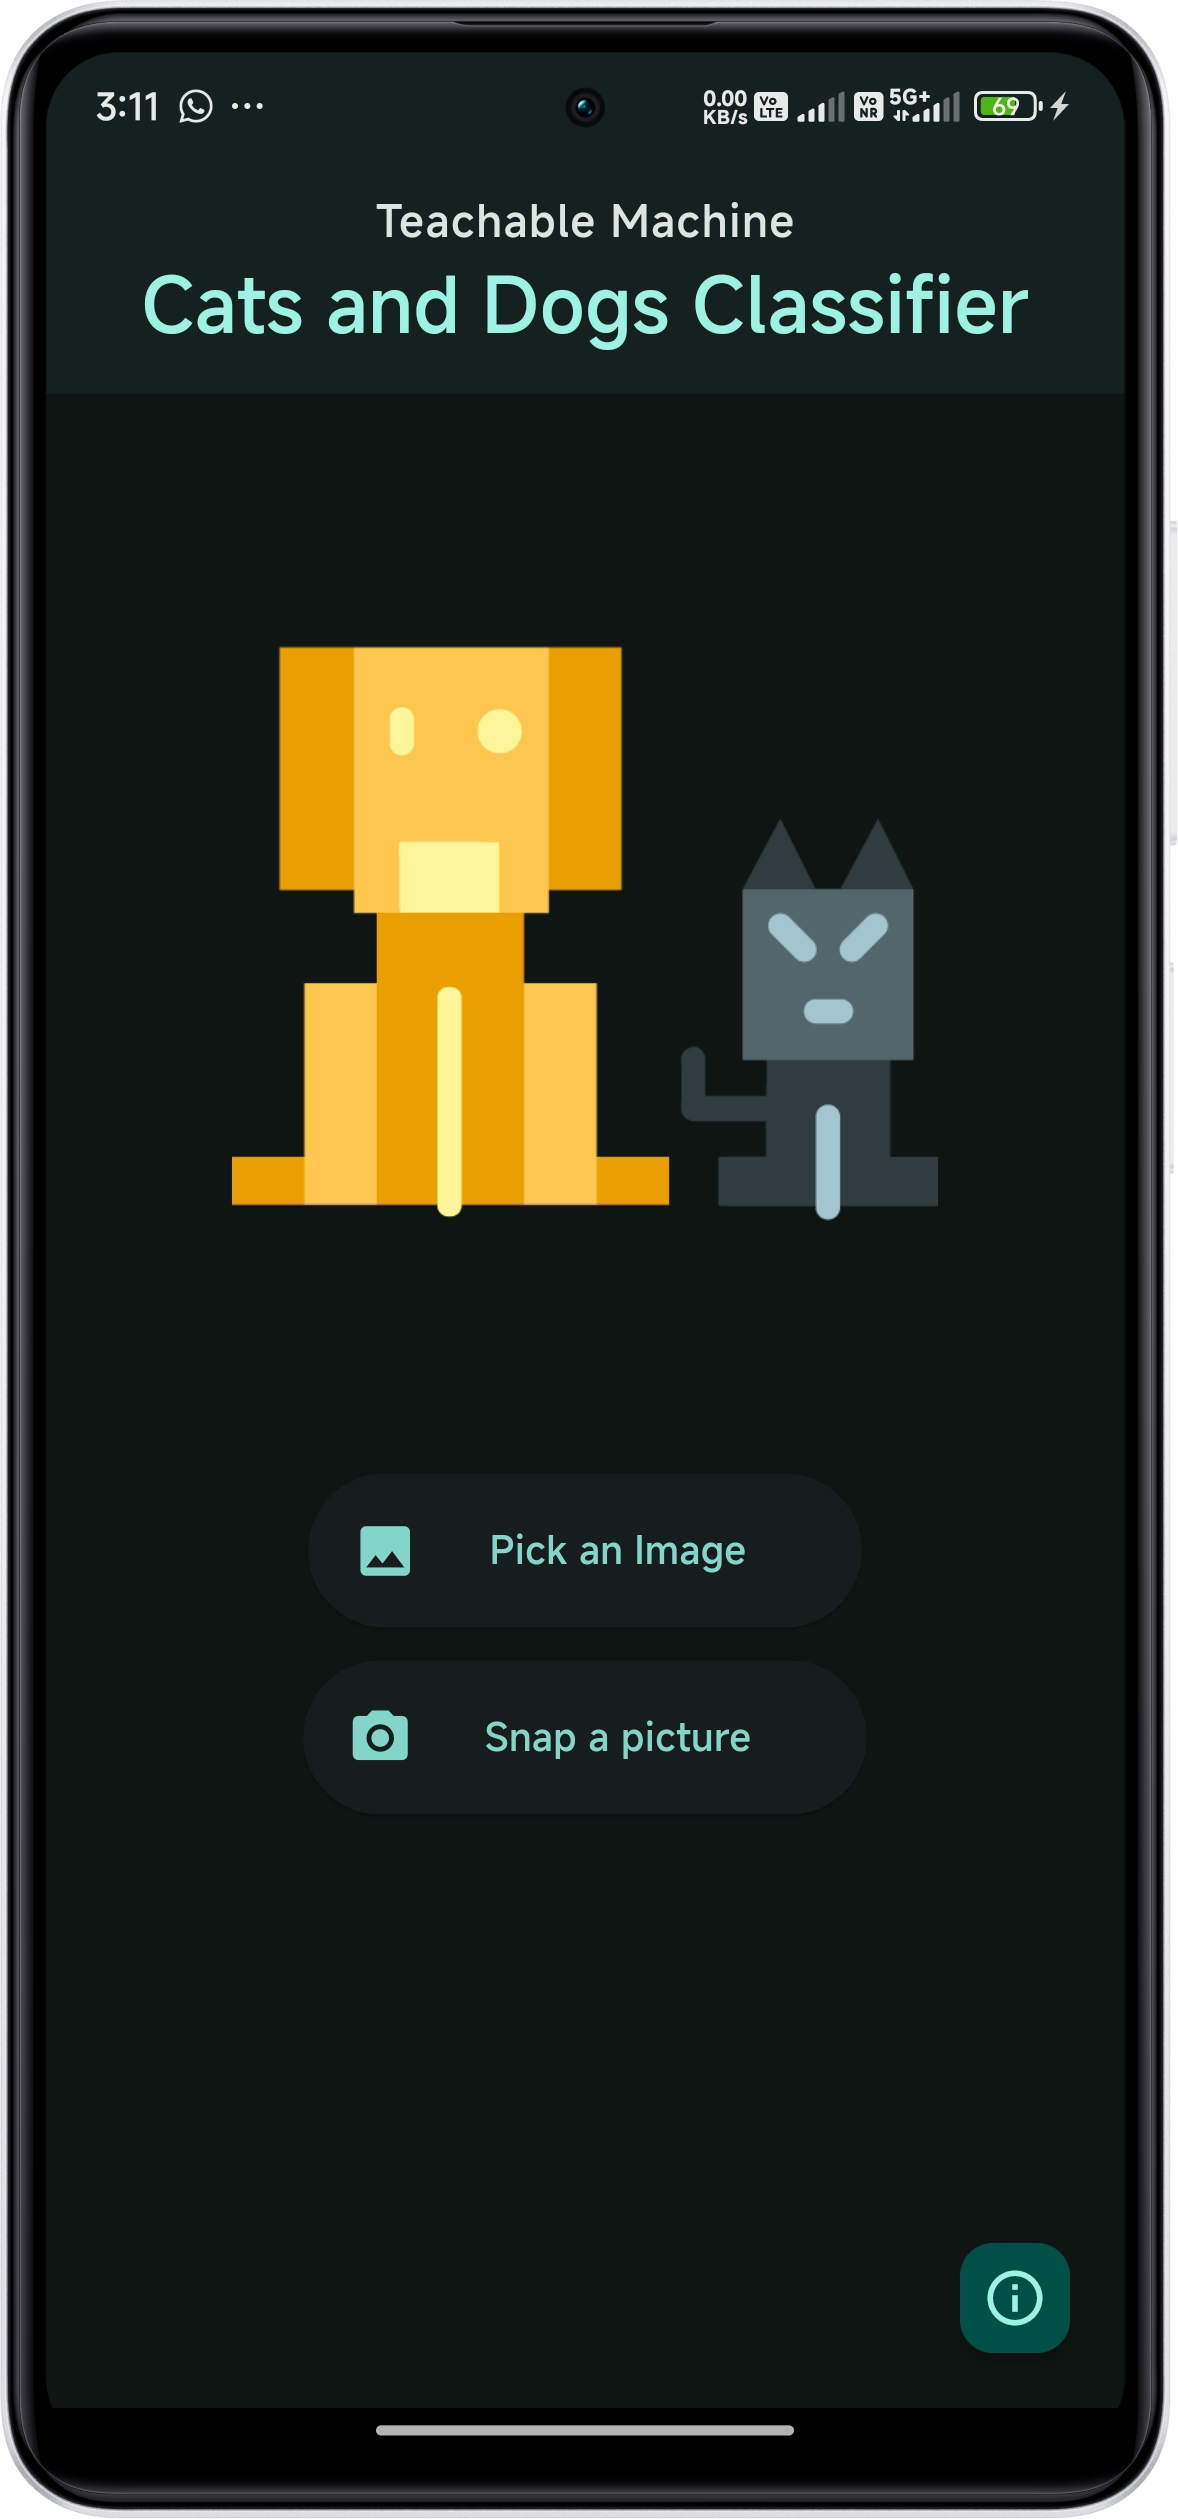 3:11
0.00 KB/s Vo LTE Vo NR 5G+ 69
Teachable Machine
Cats and Dogs Classifier
Pick an Image
Snap a picture